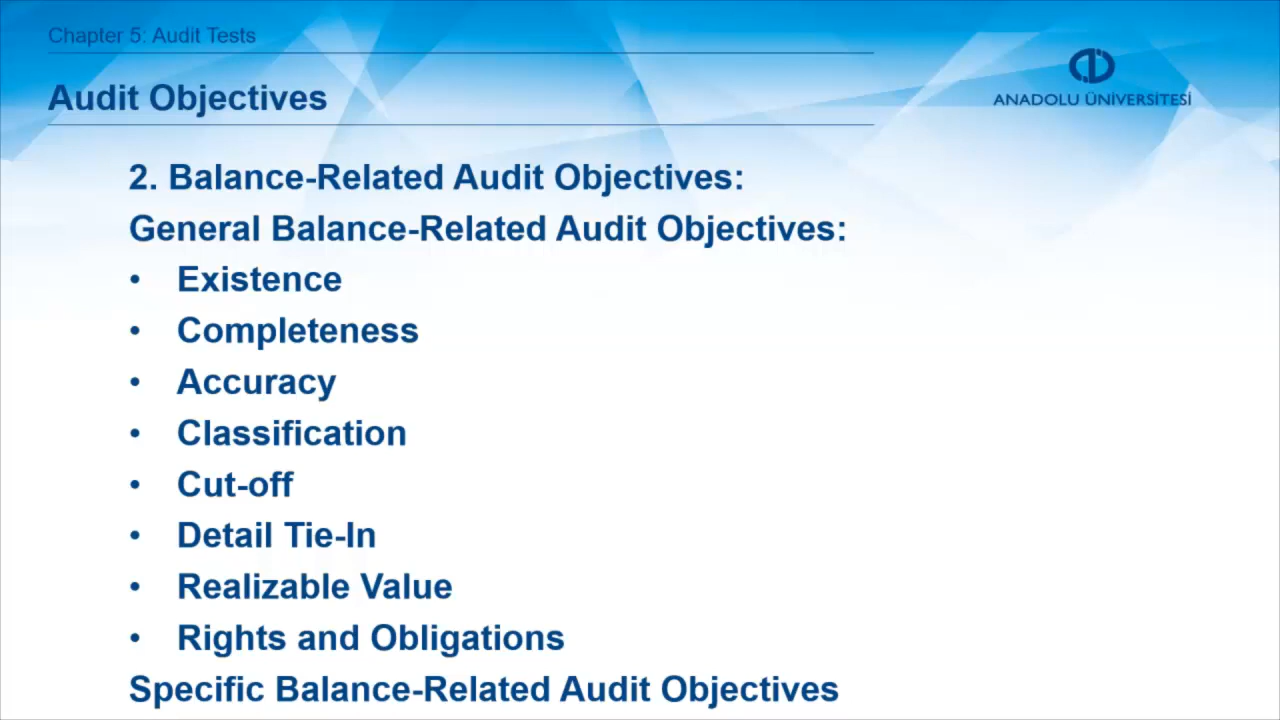 Chapter 5: Audit Tests
Audit Objectives
ANADOLU ÜNİVERSİTESİ
2. Balance-Related Audit Objectives:
General Balance-Related Audit Objectives:
• Existence
• Completeness
• Accuracy
• Classification
• Cut-off
• Detail Tie-In
• Realizable Value
• Rights and Obligations
Specific Balance-Related Audit Objectives